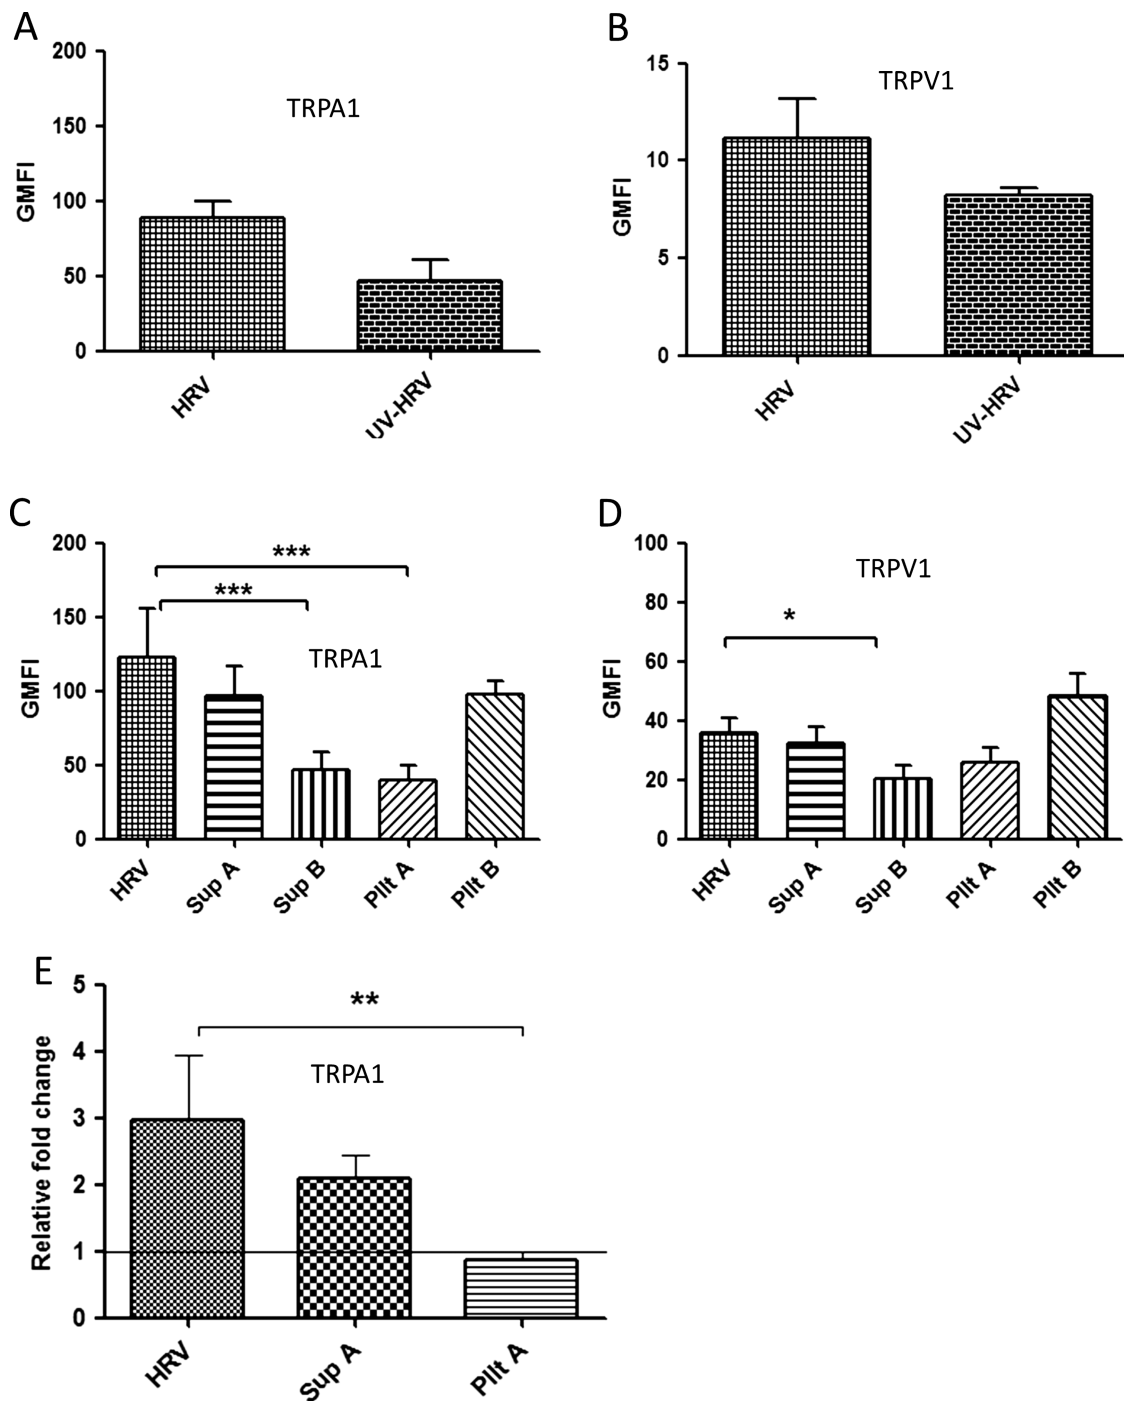 A
TRPA1
GMFI
200
150
100
50
0
HRV
UV-HRV
B
TRPV1
GMFI
15
10
5
0
HRV
UV-HRV
C
***
***
TRPA1
GMFI
200
150
100
50
0
HRV
Sup A
Sup B
Pllt A
Pllt B
D
TRPV1
*
GMFI
100
80
60
40
20
0
HRV
Sup A
Sup B
Pllt A
Pllt B
E
**
TRPA1
Relative fold change
5
4
3
2
1
0
HRV
Sup A
Pllt A